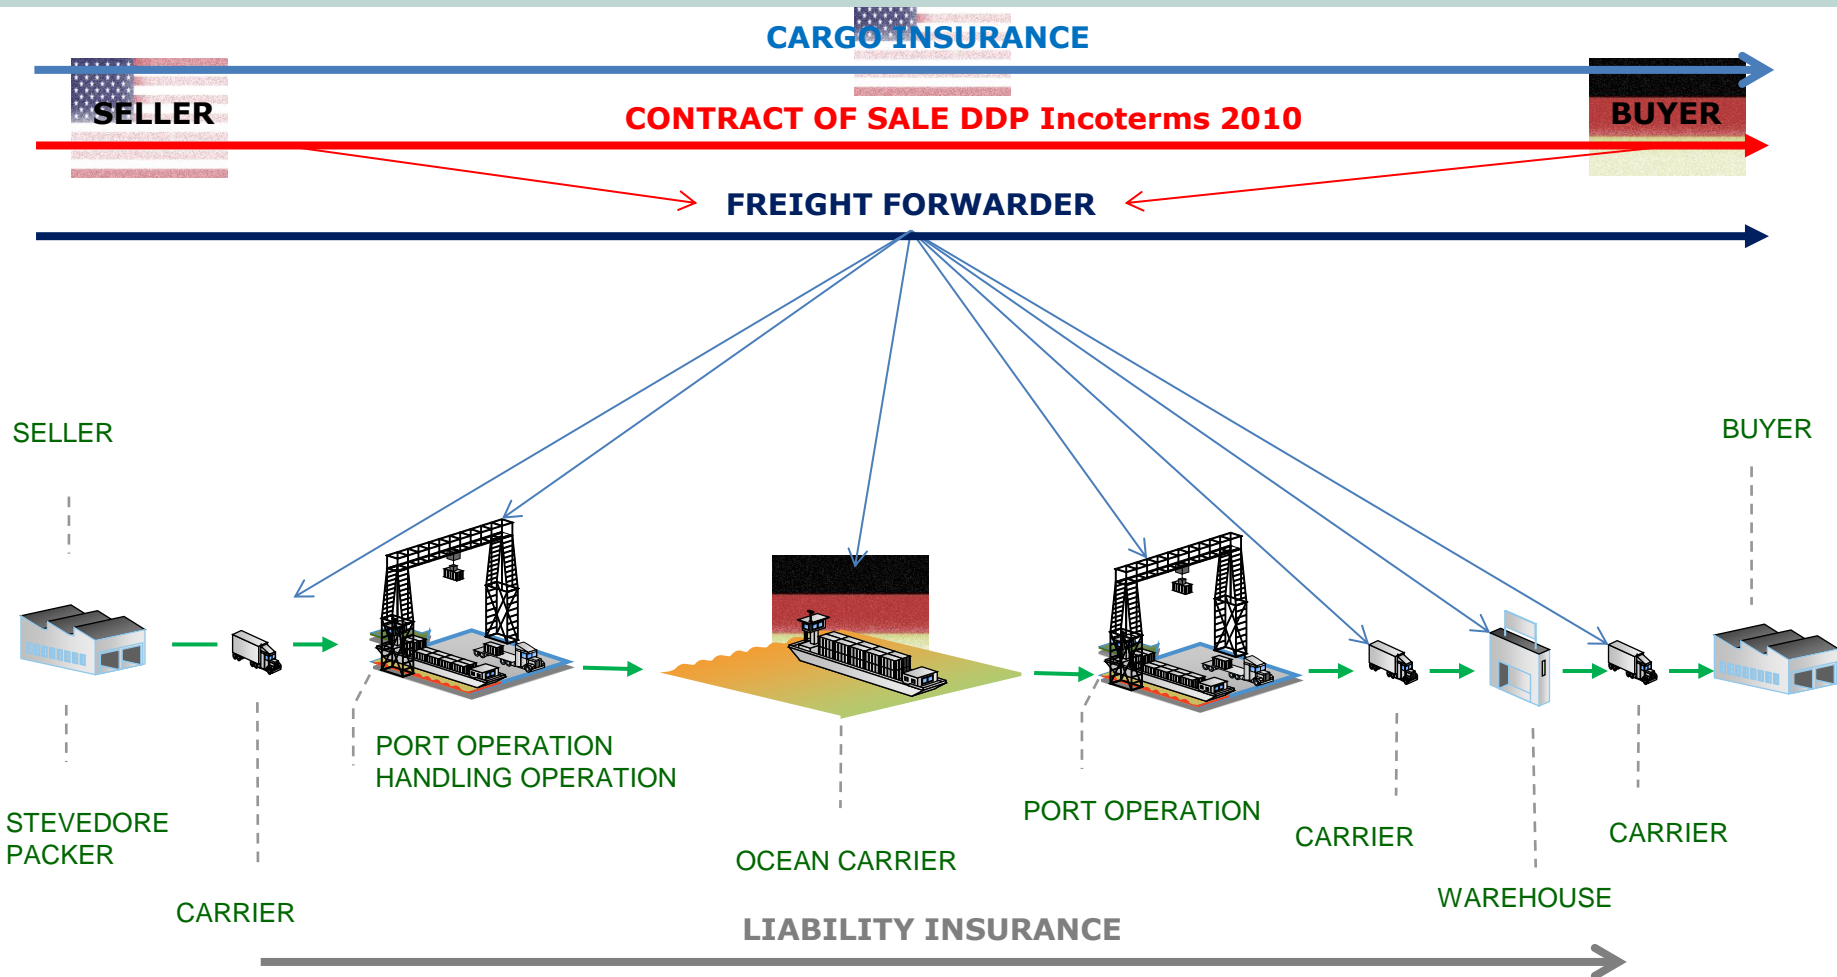 CARGO INSURANCE
SELLER
CONTRACT OF SALE DDP Incoterms 2010
BUYER
FREIGHT FORWARDER
SELLER
BUYER
PORT OPERATION
HANDLING OPERATION
STEVEDORE
PACKER
PORT OPERATION
CARRIER
CARRIER
OCEAN CARRIER
WAREHOUSE
CARRIER
LIABILITY INSURANCE